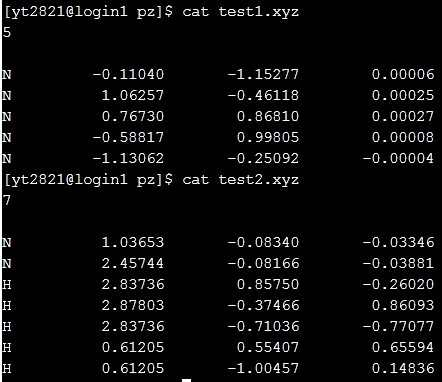 [yt2821@login1 pz]$ cat test1.xyz
5
N -0.11040 -1.15277 0.00006
N 1.06257 -0.46118 0.00025
N 0.76730 0.86810 0.00027
N -0.58817 0.99805 0.00008
N -1.13062 -0.25092 -0.00004
[yt2821@login1 pz]$ cat test2.xyz
7
N 1.03653 -0.08340 -0.03346
N 2.45744 -0.08166 -0.03881
H 2.83736 0.85750 -0.26020
H 2.87803 -0.37466 0.86093
H 2.83736 -0.71036 -0.77077
H 0.61205 0.55407 0.65594
H 0.61205 -1.00457 0.14836